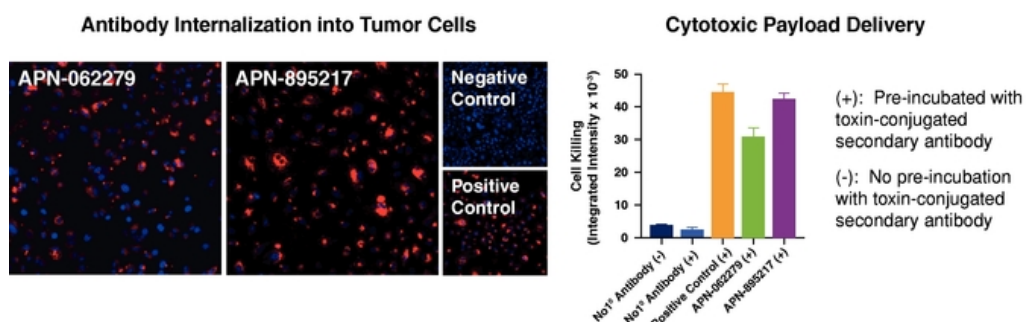 Antibody Internalization into Tumor Cells
APN-062279
APN-895217
Negative
Control
Positive
Control
Cytotoxic Payload Delivery
Cell Killing
(Integrated Intensity x 10⁻³)
50
40
30
20
10
0
No1° Antibody (-)
No1° Antibody (+)
Positive Control (+)
APN-062279 (+)
APN-895217 (+)
(+): Pre-incubated with
toxin-conjugated
secondary antibody
(-): No pre-incubation
with toxin-conjugated
secondary antibody